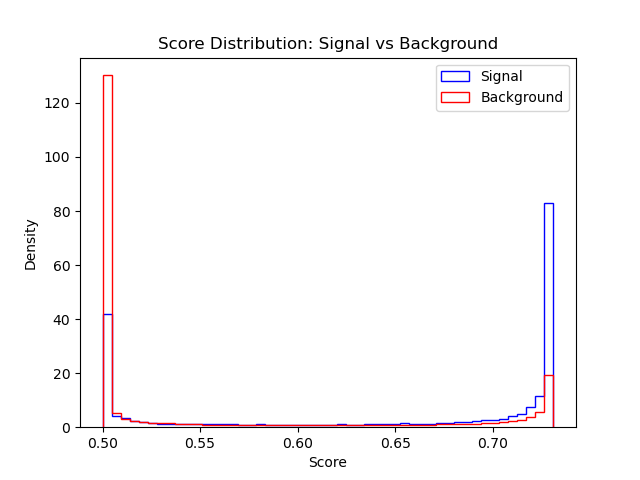 Score Distribution: Signal vs Background
Signal
Background
120
100
80
60
40
20
0
Density
0.50
0.55
0.60
0.65
0.70
Score